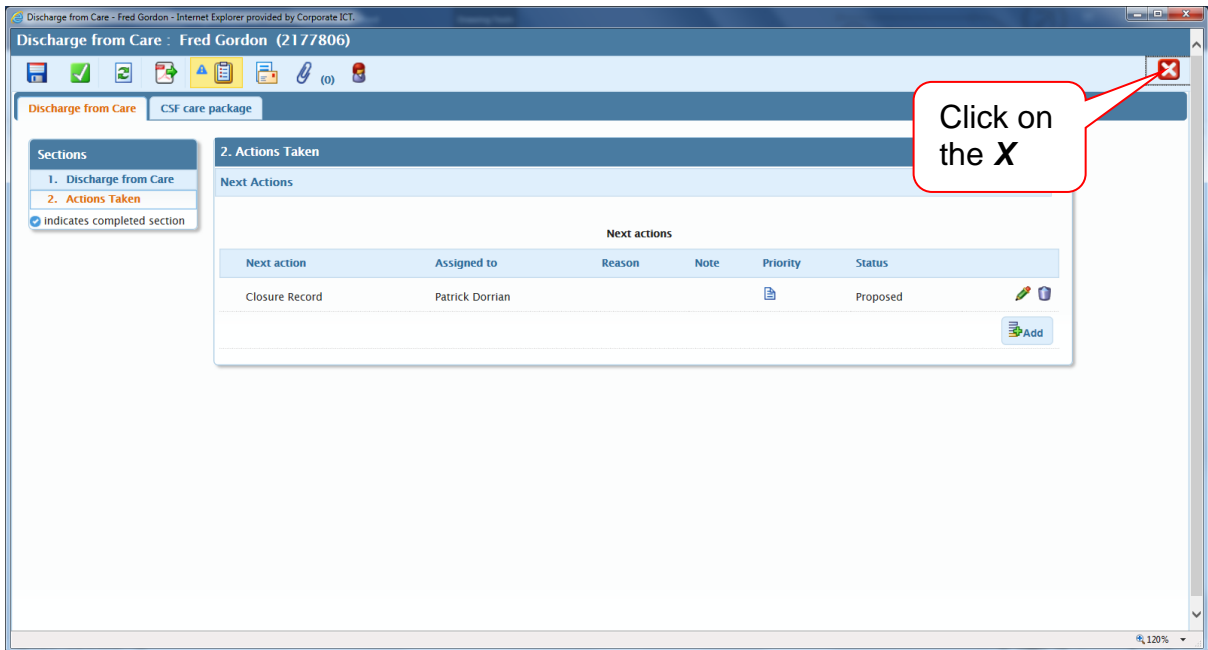 Discharge from Care - Fred Gordon - Internet Explorer provided by Corporate ICT.
Discharge from Care : Fred Gordon (2177806)
(0)
Discharge from Care CSF care package
Click on
the X
Sections
1. Discharge from Care
2. Actions Taken
indicates completed section
2. Actions Taken
Next Actions
Next actions
Next action Assigned to Reason Note Priority Status
Closure Record Patrick Dorrian Proposed
Add
120%